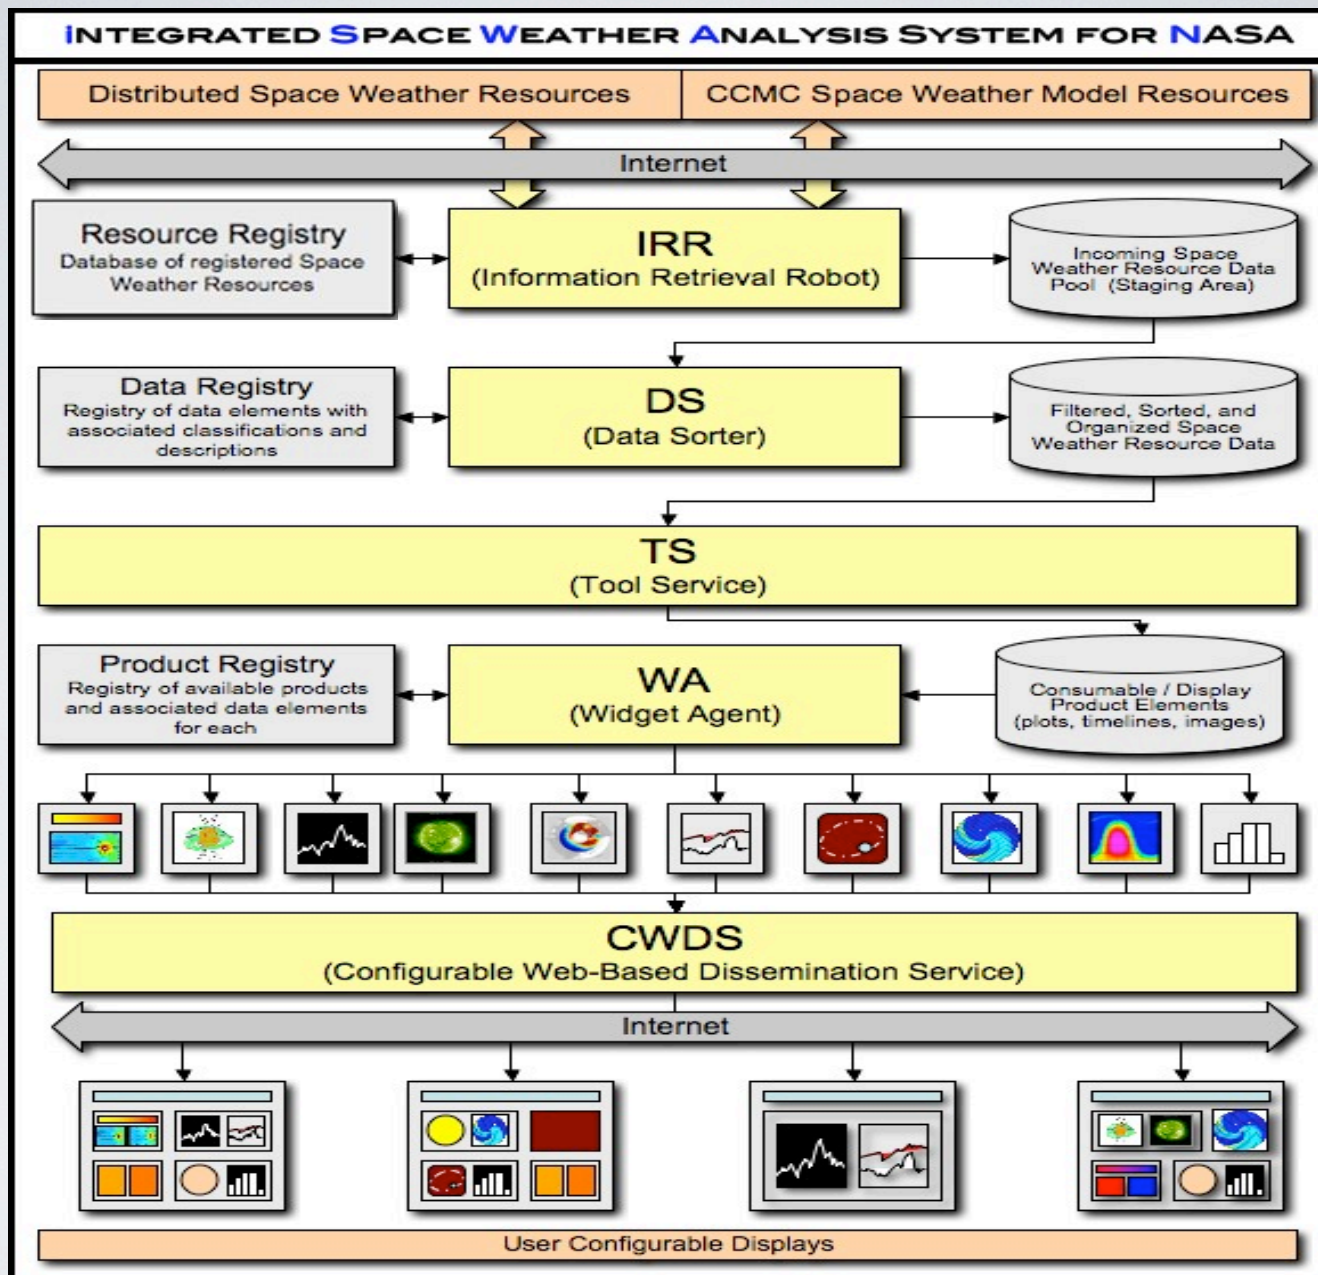 iNTEGRATED SPACE WEATHER ANALYSIS SYSTEM FOR NASA
Distributed Space Weather Resources
CCMC Space Weather Model Resources
Internet
Resource Registry
Database of registered Space
Weather Resources
IRR
(Information Retrieval Robot)
Incoming Space
Weather Resource Data
Pool (Staging Area)
Data Registry
Registry of data elements with
associated classifications and
descriptions
DS
(Data Sorter)
Filtered, Sorted, and
Organized Space
Weather Resource Data
TS
(Tool Service)
Product Registry
Registry of available products
and associated data elements
for each
WA
(Widget Agent)
Consumable / Display
Product Elements
(plots, timelines, images)
CWDS
(Configurable Web-Based Dissemination Service)
Internet
User Configurable Displays